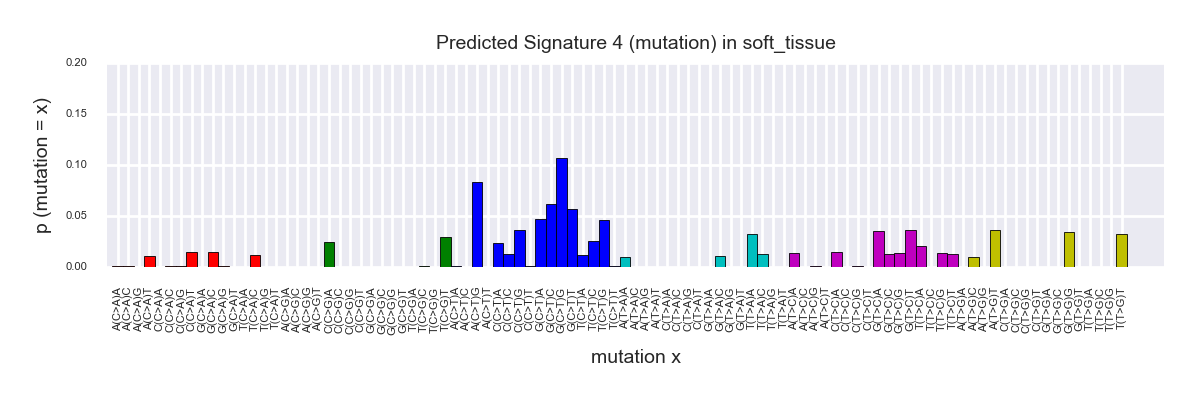 Predicted Signature 4 (mutation) in soft_tissue
0.20
0.15
0.10
0.05
0.00
p (mutation = x)
A(C>A)A
A(C>A)C
A(C>A)G
A(C>A)T
C(C>A)A
C(C>A)C
C(C>A)G
C(C>A)T
G(C>A)A
G(C>A)C
G(C>A)G
G(C>A)T
T(C>A)A
T(C>A)C
T(C>A)G
T(C>A)T
A(C>G)A
A(C>G)C
A(C>G)G
A(C>G)T
C(C>G)A
C(C>G)C
C(C>G)G
C(C>G)T
G(C>G)A
G(C>G)C
G(C>G)G
G(C>G)T
T(C>G)A
T(C>G)C
T(C>G)G
T(C>G)T
A(C>T)A
A(C>T)C
A(C>T)G
A(C>T)T
C(C>T)A
C(C>T)C
C(C>T)G
C(C>T)T
G(C>T)A
G(C>T)C
G(C>T)G
G(C>T)T
T(C>T)A
T(C>T)C
T(C>T)G
T(C>T)T
A(T>A)A
A(T>A)C
A(T>A)G
A(T>A)T
C(T>A)A
C(T>A)C
C(T>A)G
C(T>A)T
G(T>A)A
G(T>A)C
G(T>A)G
G(T>A)T
T(T>A)A
T(T>A)C
T(T>A)G
T(T>A)T
A(T>C)A
A(T>C)C
A(T>C)G
A(T>C)T
C(T>C)A
C(T>C)C
C(T>C)G
C(T>C)T
G(T>C)A
G(T>C)C
G(T>C)G
G(T>C)T
T(T>C)A
T(T>C)C
T(T>C)G
T(T>C)T
A(T>G)A
A(T>G)C
A(T>G)G
A(T>G)T
C(T>G)A
C(T>G)C
C(T>G)G
C(T>G)T
G(T>G)A
G(T>G)C
G(T>G)G
G(T>G)T
T(T>G)A
T(T>G)C
T(T>G)G
T(T>G)T
mutation x